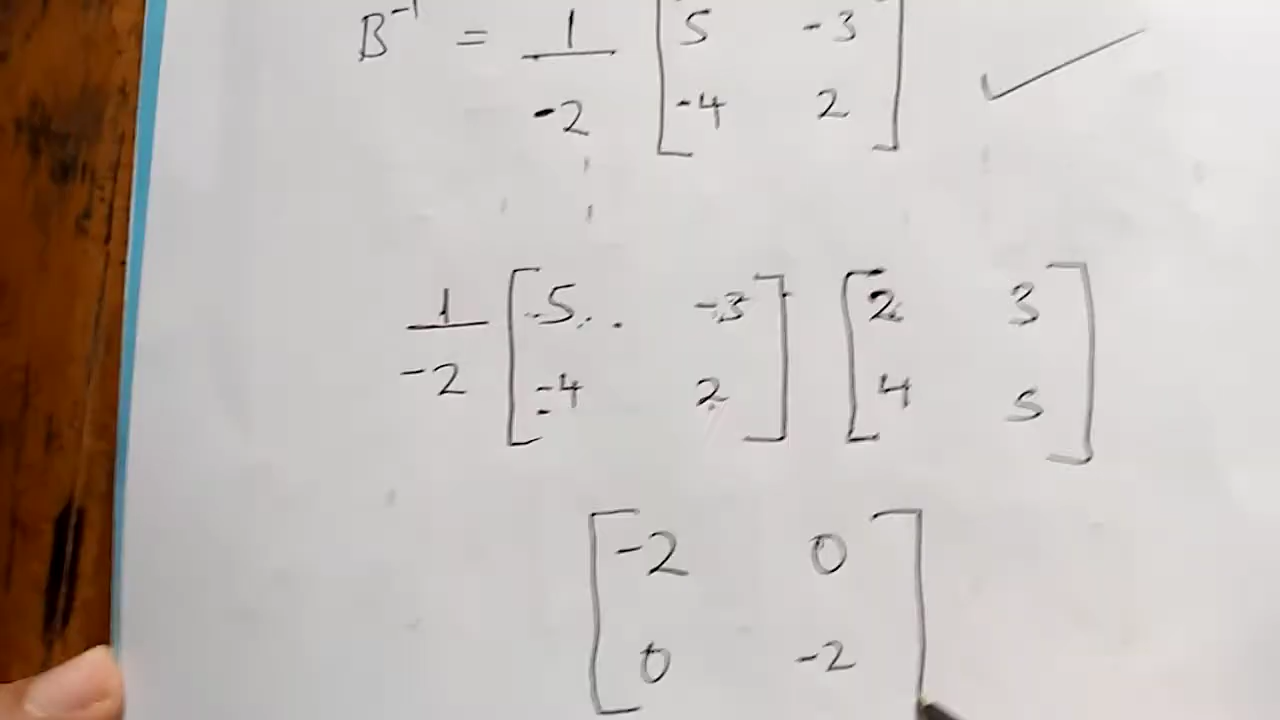 B⁻¹ = 1/-2 [5 -3
-4 2] ✓
1/-2 [5 -3 [2 3
-4 2] 4 5]
[-2 0
0 -2]